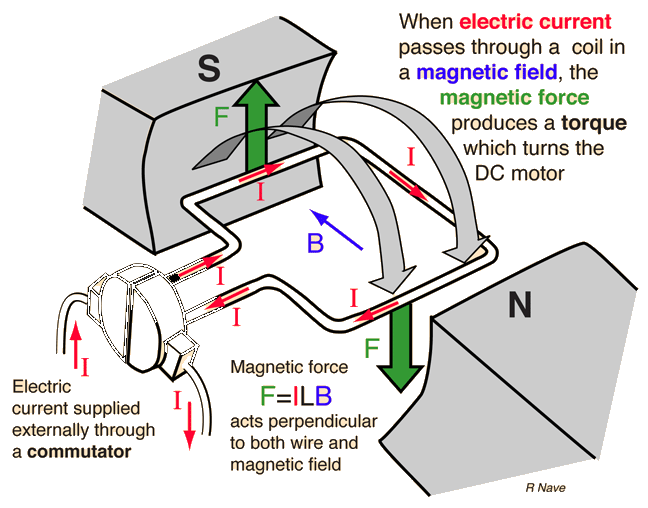 When electric current
passes through a coil in
a magnetic field, the
magnetic force
produces a torque
which turns the
DC motor
S
F
I
I
B
I
N
I
I
F
I
I
Electric
current supplied
externally through
a commutator
Magnetic force
F=ILB
acts perpendicular
to both wire and
magnetic field
R Nave